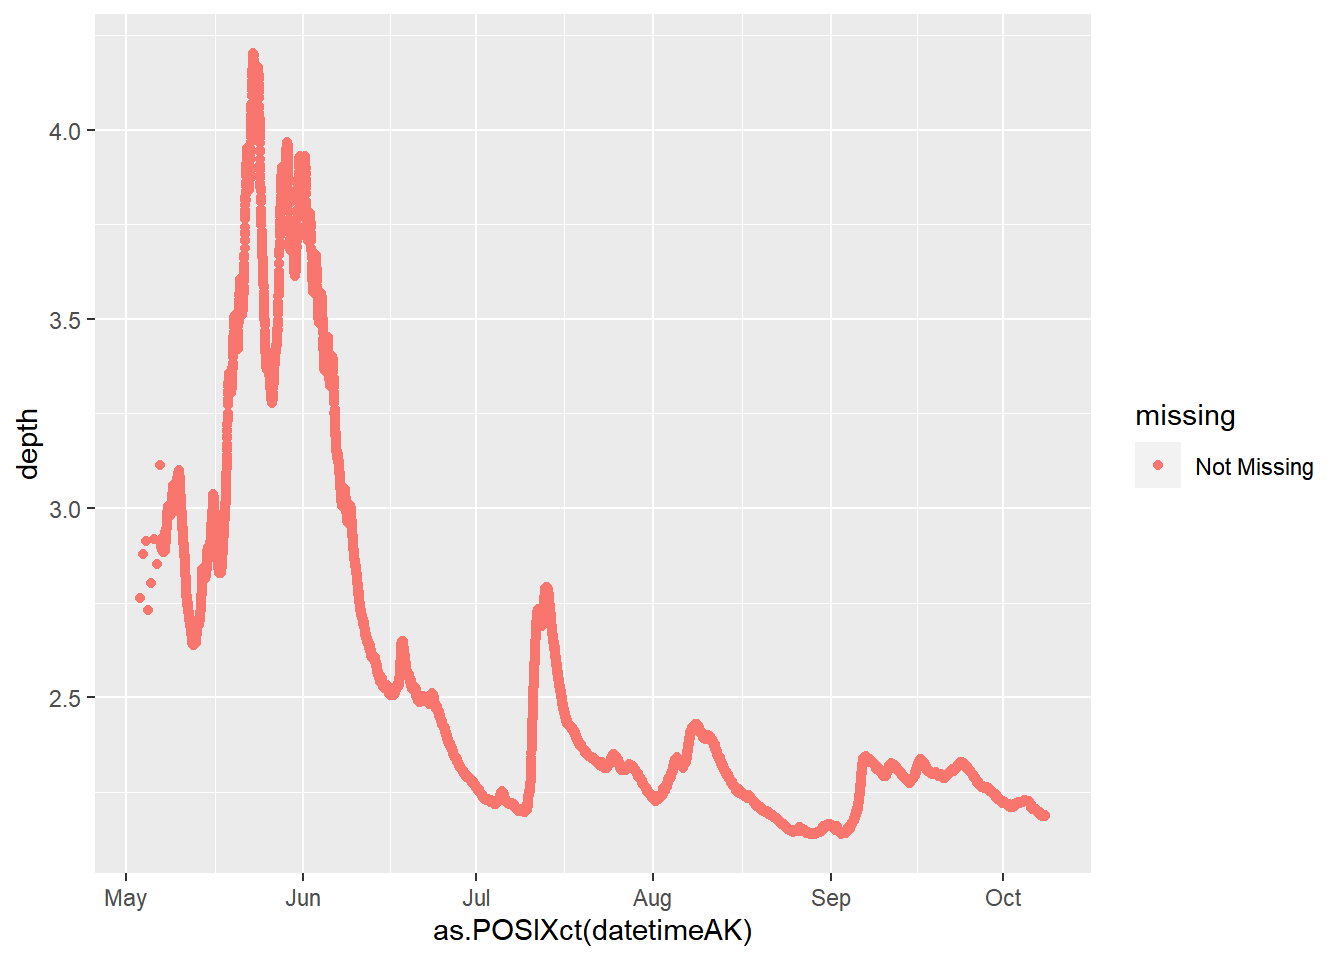 4.0
3.5
3.0
2.5
depth
May Jun Jul Aug Sep Oct
as.POSIXct(datetimeAK)
missing
Not Missing